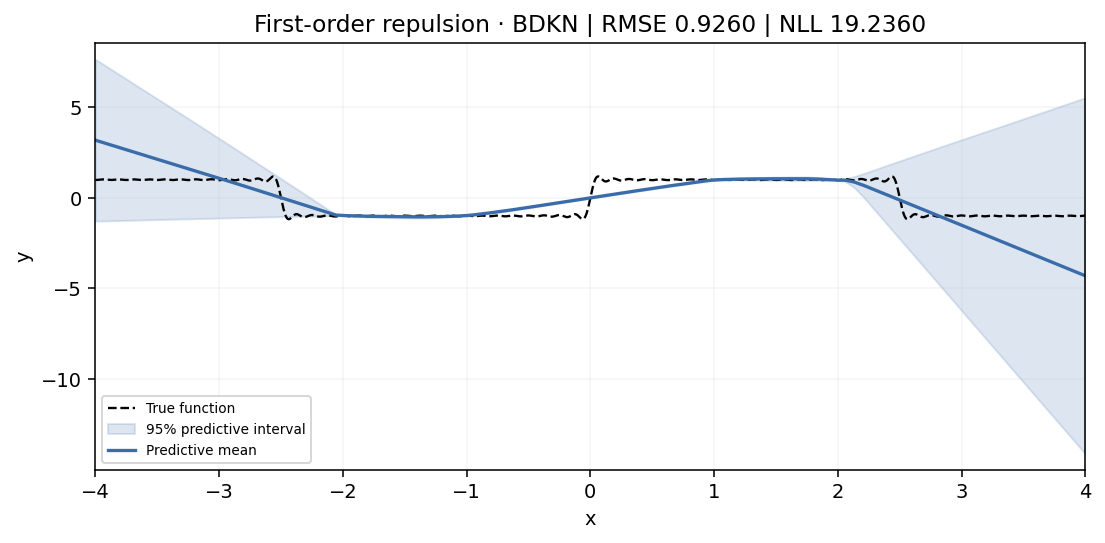 First-order repulsion · BDKN | RMSE 0.9260 | NLL 19.2360
y
5
0
−5
−10
True function
95% predictive interval
Predictive mean
−4 −3 −2 −1 0 1 2 3 4
x